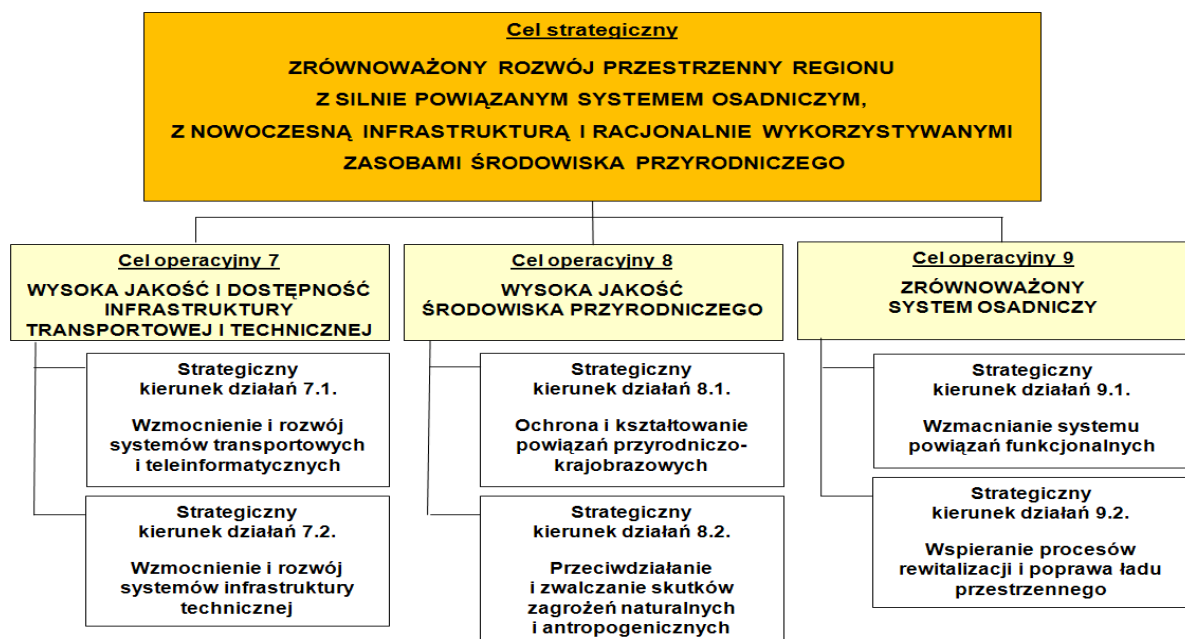 Cel strategiczny
ZRÓWNOWAŻONY ROZWÓJ PRZESTRZENNY REGIONU
Z SILNIE POWIĄZANYM SYSTEMEM OSADNICZYM,
Z NOWOCZESNĄ INFRASTRUKTURĄ I RACJONALNIE WYKORZYSTYWANYMI
ZASOBAMI ŚRODOWISKA PRZYRODNICZEGO
Cel operacyjny 7
WYSOKA JAKOŚĆ I DOSTĘPNOŚĆ
INFRASTRUKTURY
TRANSPORTOWEJ I TECHNICZNEJ
Strategiczny
kierunek działań 7.1.
Wzmocnienie i rozwój
systemów transportowych
i teleinformatycznych
Strategiczny
kierunek działań 7.2.
Wzmocnienie i rozwój
systemów infrastruktury
technicznej
Cel operacyjny 8
WYSOKA JAKOŚĆ
ŚRODOWISKA PRZYRODNICZEGO
Strategiczny
kierunek działań 8.1.
Ochrona i kształtowanie
powiązań przyrodniczo-
krajobrazowych
Strategiczny
kierunek działań 8.2.
Przeciwdziałanie
i zwalczanie skutków
zagrożeń naturalnych
i antropogenicznych
Cel operacyjny 9
ZRÓWNOWAŻONY
SYSTEM OSADNICZY
Strategiczny
kierunek działań 9.1.
Wzmacnianie systemu
powiązań funkcjonalnych
Strategiczny
kierunek działań 9.2.
Wspieranie procesów
rewitalizacji i poprawa ładu
przestrzennego